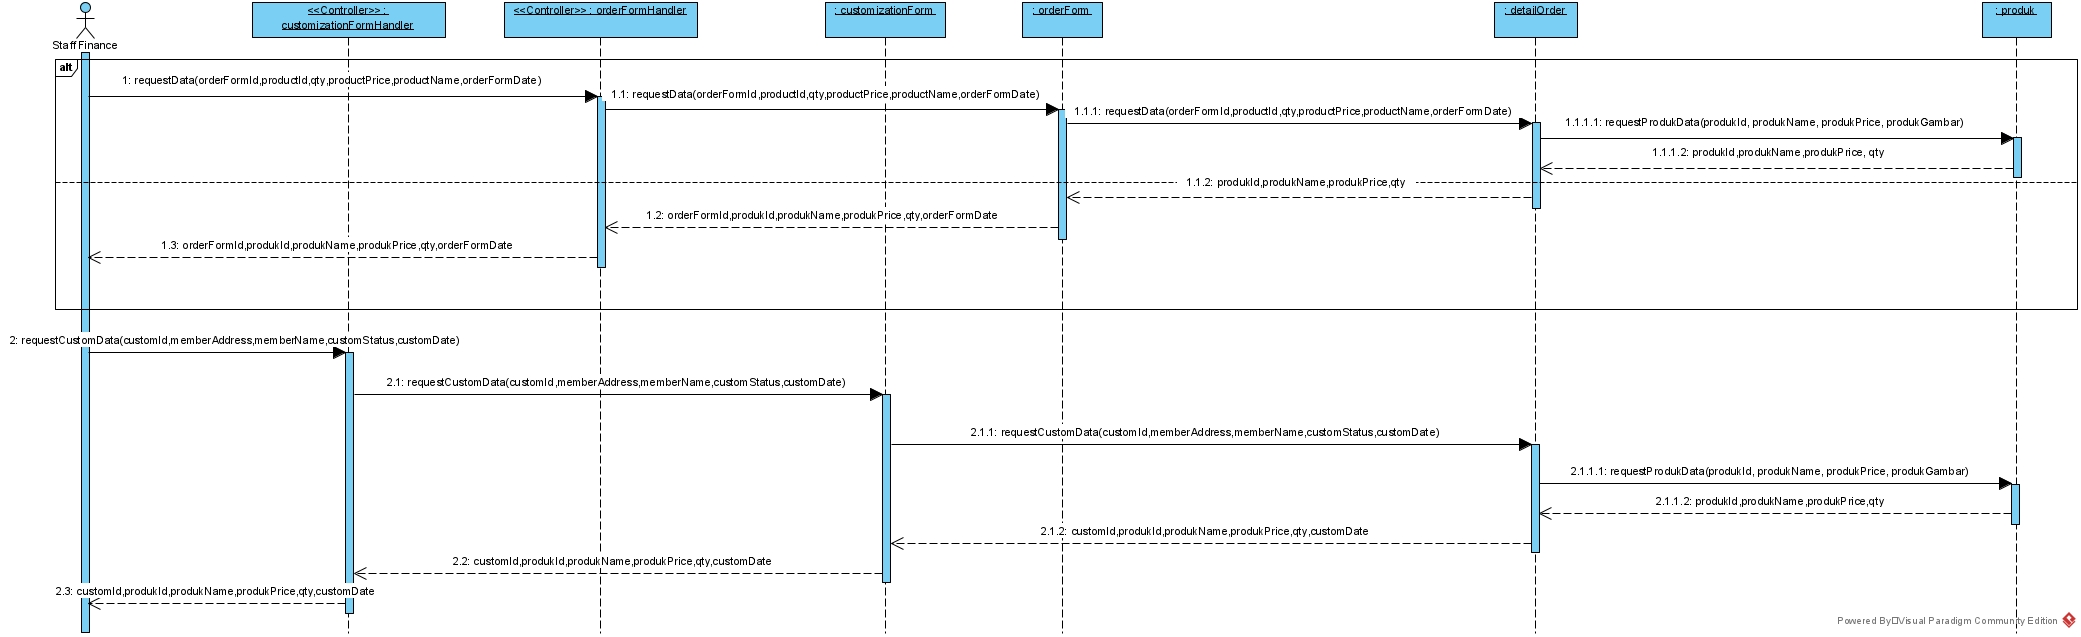 <<Controller>> :
customizationFormHandler
<<Controller>> : orderFormHandler
: customizationForm
: orderForm
: detailOrder
: produk
Staff Finance
alt
1: requestData(orderFormId,productId,qty,productPrice,productName,orderFormDate)
1.1: requestData(orderFormId,productId,qty,productPrice,productName,orderFormDate)
1.1.1: requestData(orderFormId,productId,qty,productPrice,productName,orderFormDate)
1.1.1.1: requestProdukData(produkId, produkName, produkPrice, produkGambar)
1.1.1.2: produkId,produkName,produkPrice, qty
1.1.2: produkId,produkName,produkPrice,qty
1.2: orderFormId,produkId,produkName,produkPrice,qty,orderFormDate
1.3: orderFormId,produkId,produkName,produkPrice,qty,orderFormDate
2: requestCustomData(customId,memberAddress,memberName,customStatus,customDate)
2.1: requestCustomData(customId,memberAddress,memberName,customStatus,customDate)
2.1.1: requestCustomData(customId,memberAddress,memberName,customStatus,customDate)
2.1.1.1: requestProdukData(produkId, produkName, produkPrice, produkGambar)
2.1.1.2: produkId,produkName,produkPrice,qty
2.1.2: customId,produkId,produkName,produkPrice,qty,customDate
2.2: customId,produkId,produkName,produkPrice,qty,customDate
2.3: customId,produkId,produkName,produkPrice,qty,customDate
Powered By Visual Paradigm Community Edition